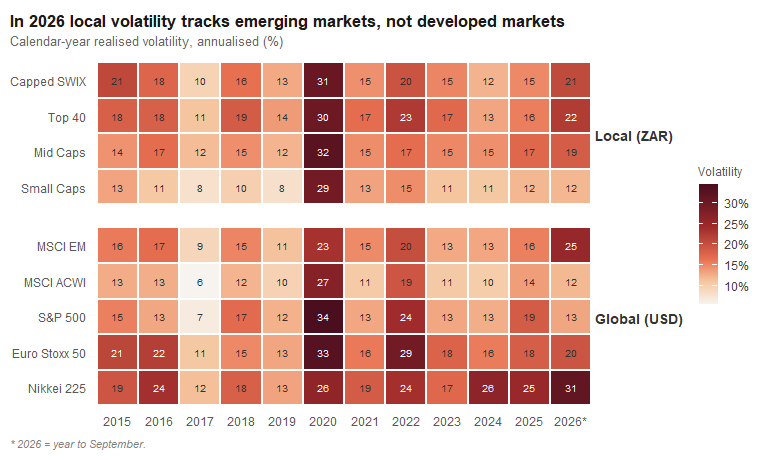 In 2026 local volatility tracks emerging markets, not developed markets
Calendar-year realised volatility, annualised (%)
Capped SWIX 21 18 10 16 13 31 15 20 15 12 15 21
Top 40 18 18 11 19 14 30 17 23 17 13 16 22
Local (ZAR)
Mid Caps 14 17 12 15 12 32 15 17 15 15 17 19
Small Caps 13 11 8 10 8 29 13 15 11 11 12 12
Volatility
30%
25%
20%
15%
10%
MSCI EM 16 17 9 15 11 23 15 20 13 13 16 25
MSCI ACWI 13 13 6 12 10 27 11 19 11 10 14 12
S&P 500 15 13 7 17 12 34 13 24 13 13 19 13
Global (USD)
Euro Stoxx 50 21 22 11 15 13 33 16 29 18 16 18 20
Nikkei 225 19 24 12 18 13 26 19 24 17 26 25 31
2015 2016 2017 2018 2019 2020 2021 2022 2023 2024 2025 2026*
* 2026 = year to September.